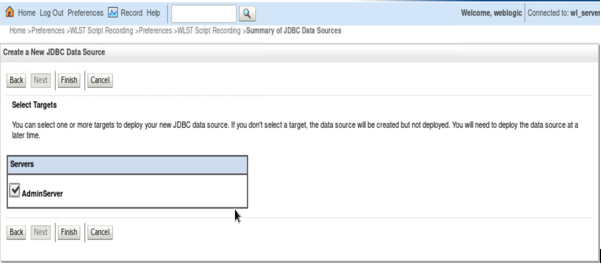 Home Log Out Preferences Record Help
Welcome, weblogic Connected to: wl_server
Home >Preferences >WLST Script Recording >Preferences >WLST Script Recording >Summary of JDBC Data Sources
Create a New JDBC Data Source
Back Next Finish Cancel
Select Targets
You can select one or more targets to deploy your new JDBC data source. If you don't select a target, the data source will be created but not deployed. You will need to deploy the data source at a
later time.
Servers
AdminServer
Back Next Finish Cancel